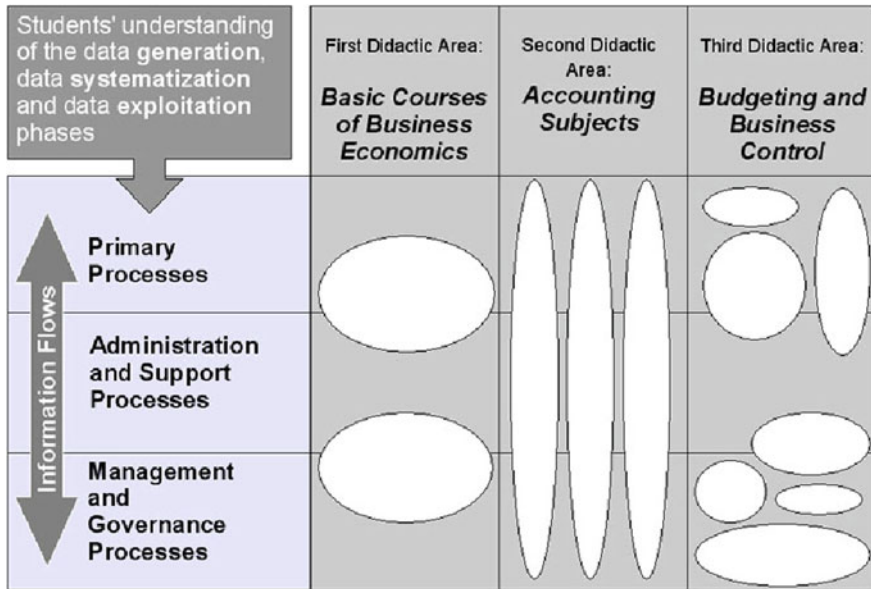 Students' understanding
of the data generation,
data systematization
and data exploitation
phases
First Didactic Area:
Basic Courses
of Business
Economics
Second Didactic
Area:
Accounting
Subjects
Third Didactic Area:
Budgeting and
Business
Control
Information Flows
Primary
Processes
Administration
and Support
Processes
Management
and
Governance
Processes